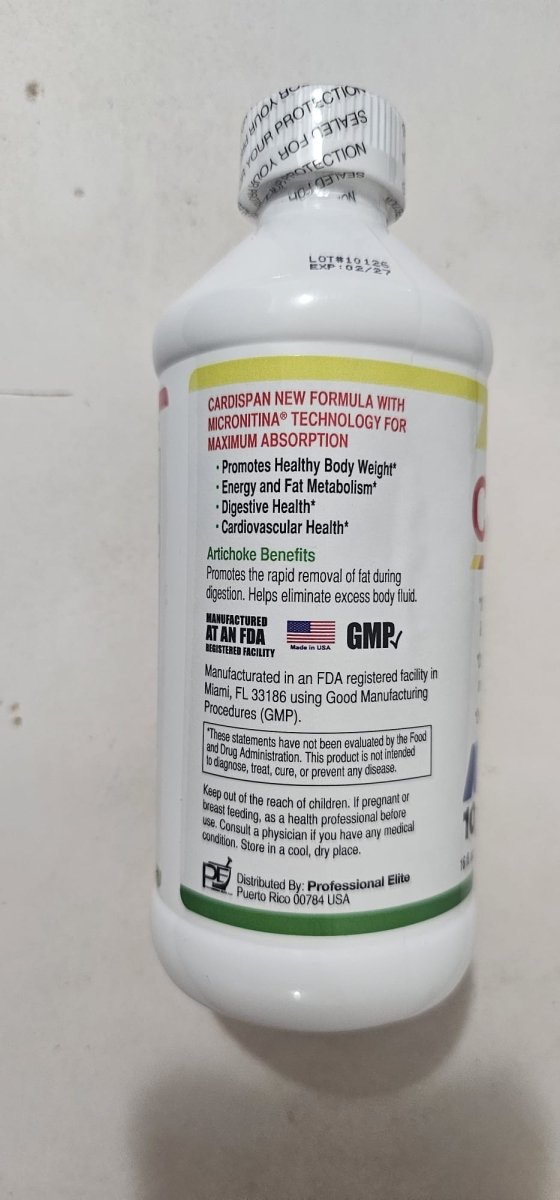 YOUR PROTECTION
SEALED FOR YOUR
PROTECTION
SEALED FOR
LOT#10126
EXP:02/27
CARDISPAN NEW FORMULA WITH
MICRONITINA® TECHNOLOGY FOR
MAXIMUM ABSORPTION
• Promotes Healthy Body Weight*
• Energy and Fat Metabolism*
• Digestive Health*
• Cardiovascular Health*
Artichoke Benefits
Promotes the rapid removal of fat during
digestion. Helps eliminate excess body fluid.
MANUFACTURED
AT AN FDA
REGISTERED FACILITY
Made in USA
GMP
Manufacturated in an FDA registered facility in
Miami, FL 33186 using Good Manufacturing
Procedures (GMP).
*These statements have not been evaluated by the Food
and Drug Administration. This product is not intended
to diagnose, treat, cure, or prevent any disease.
Keep out of the reach of children. If pregnant or
breast feeding, as a health professional before
use. Consult a physician if you have any medical
condition. Store in a cool, dry place.
PE
Distributed By: Professional Elite
Puerto Rico 00784 USA